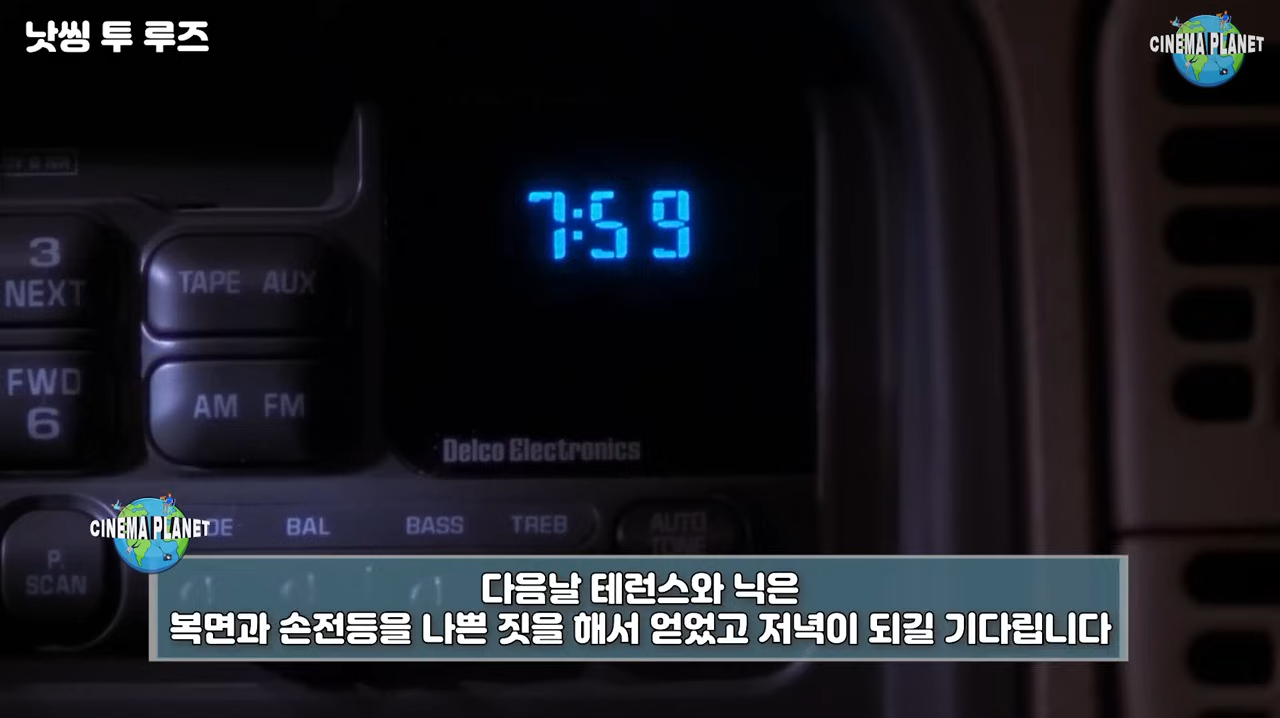 낫씽 투 루즈
CINEMA PLANET
7:59
3
NEXT
TAPE AUX
FWD
6
AM FM
Delco Electronics
CINEMA PLANET
BAL BASS TREB
AUTO
TONE
P.
SCAN
다음날 테런스와 닉은
복면과 손전등을 나쁜 짓을 해서 얻었고 저녁이 되길 기다립니다